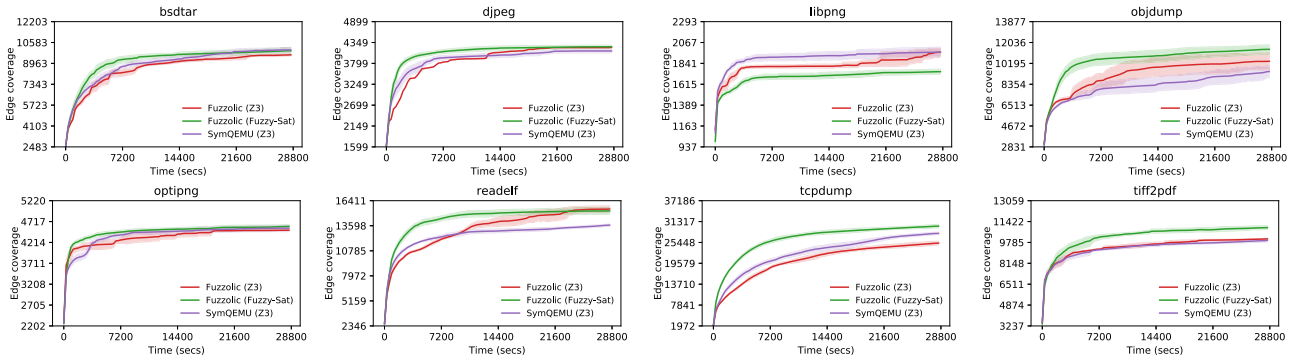 bsdtar
Edge coverage
12203
10583
8963
7343
5723
4103
2483
Fuzzolic (Z3)
Fuzzolic (Fuzzy-Sat)
SymQEMU (Z3)
0 7200 14400 21600 28800
Time (secs)
djpeg
Edge coverage
4899
4349
3799
3249
2699
2149
1599
Fuzzolic (Z3)
Fuzzolic (Fuzzy-Sat)
SymQEMU (Z3)
0 7200 14400 21600 28800
Time (secs)
libpng
Edge coverage
2293
2067
1841
1615
1389
1163
937
Fuzzolic (Z3)
Fuzzolic (Fuzzy-Sat)
SymQEMU (Z3)
0 7200 14400 21600 28800
Time (secs)
objdump
Edge coverage
13877
12036
10195
8354
6513
4672
2831
Fuzzolic (Z3)
Fuzzolic (Fuzzy-Sat)
SymQEMU (Z3)
0 7200 14400 21600 28800
Time (secs)
optipng
Edge coverage
5220
4717
4214
3711
3208
2705
2202
Fuzzolic (Z3)
Fuzzolic (Fuzzy-Sat)
SymQEMU (Z3)
0 7200 14400 21600 28800
Time (secs)
readelf
Edge coverage
16411
13598
10785
7972
5159
2346
Fuzzolic (Z3)
Fuzzolic (Fuzzy-Sat)
SymQEMU (Z3)
0 7200 14400 21600 28800
Time (secs)
tcpdump
Edge coverage
37186
31317
25448
19579
13710
7841
1972
Fuzzolic (Z3)
Fuzzolic (Fuzzy-Sat)
SymQEMU (Z3)
0 7200 14400 21600 28800
Time (secs)
tiff2pdf
Edge coverage
13059
11422
9785
8148
6511
4874
3237
Fuzzolic (Z3)
Fuzzolic (Fuzzy-Sat)
SymQEMU (Z3)
0 7200 14400 21600 28800
Time (secs)